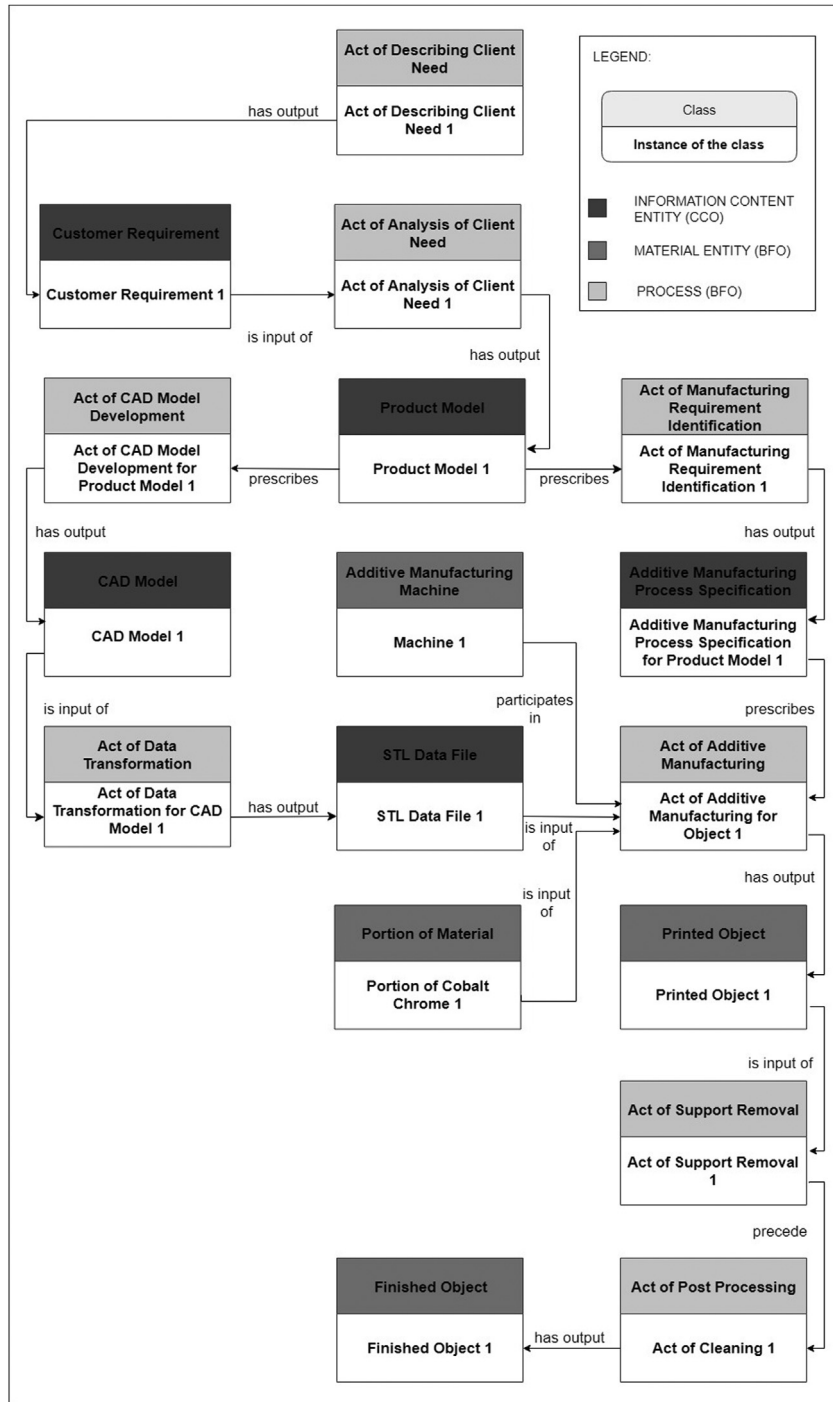 Act of Describing Client
Need
Act of Describing Client
Need 1
has output
LEGEND:
Class
Instance of the class
INFORMATION CONTENT
ENTITY (CCO)
MATERIAL ENTITY (BFO)
PROCESS (BFO)
Customer Requirement
Customer Requirement 1
is input of
Act of Analysis of Client
Need
Act of Analysis of Client
Need 1
has output
Act of CAD Model
Development
Act of CAD Model
Development for
Product Model 1
prescribes
Product Model
Product Model 1
prescribes
Act of Manufacturing
Requirement
Identification
Act of Manufacturing
Requirement
Identification 1
has output
has output
CAD Model
CAD Model 1
Additive Manufacturing
Machine
Machine 1
Additive Manufacturing
Process Specification
Additive Manufacturing
Process Specification
for Product Model 1
is input of
participates
in
prescribes
Act of Data
Transformation
Act of Data
Transformation for CAD
Model 1
has output
STL Data File
STL Data File 1
is input
of
Act of Additive
Manufacturing
Act of Additive
Manufacturing for
Object 1
is input
of
has output
Portion of Material
Portion of Cobalt
Chrome 1
Printed Object
Printed Object 1
is input of
Act of Support Removal
Act of Support Removal
1
precede
Finished Object
Finished Object 1
has output
Act of Post Processing
Act of Cleaning 1